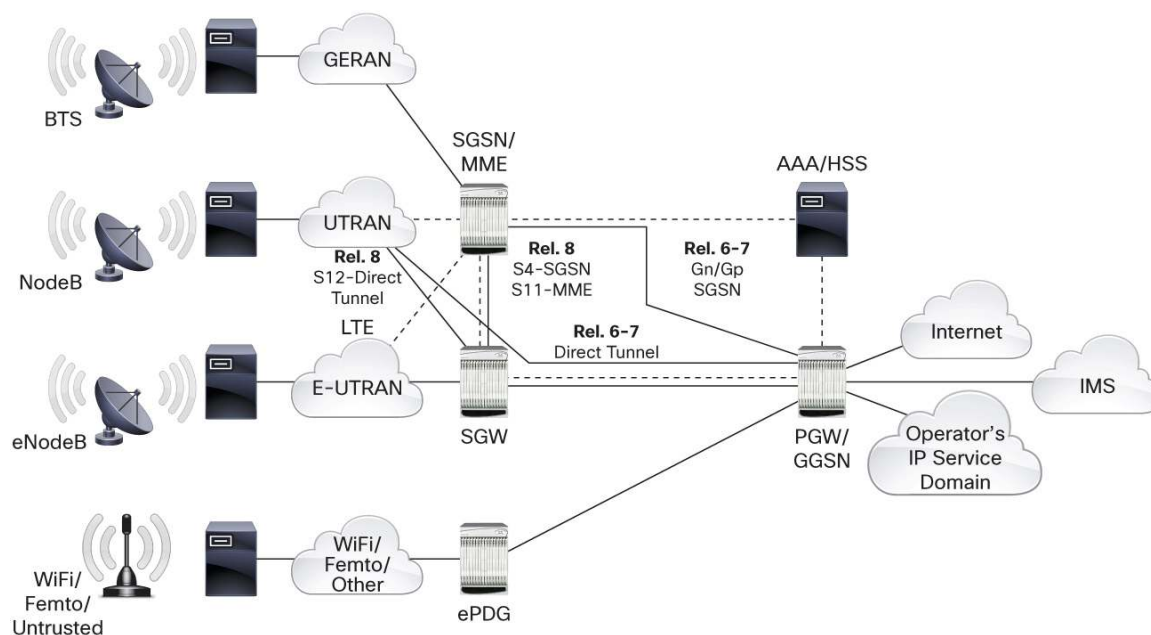 GERAN
BTS
SGSN/
MME
AAA/HSS
UTRAN
NodeB
Rel. 8
S12-Direct
Tunnel
Rel. 8
S4-SGSN
S11-MME
Rel. 6-7
Gn/Gp
SGSN
LTE
Rel. 6-7
Direct Tunnel
Internet
E-UTRAN
IMS
eNodeB
SGW
PGW/
GGSN
Operator's
IP Service
Domain
WiFi/
Femto/
Untrusted
WiFi/
Femto/
Other
ePDG